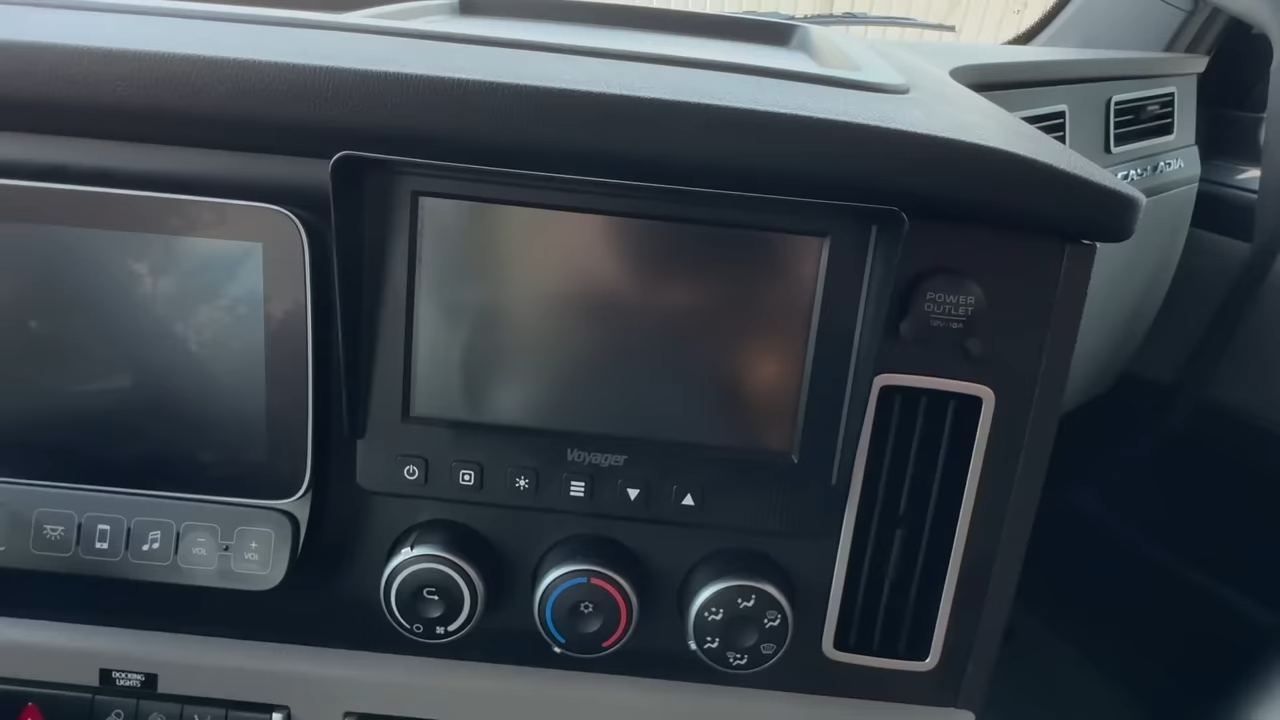 CASCADIA
POWER
OUTLET
12V-10A
Voyager
−
VOL
+
VOL
DOCKING
LIGHTS